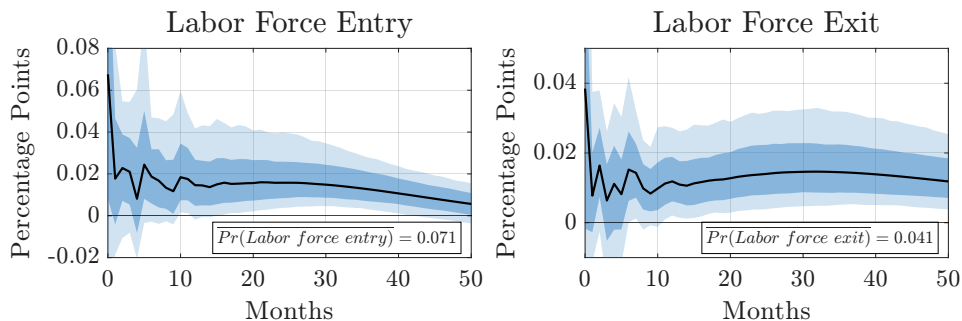 Labor Force Entry
Percentage Points
0.08
0.06
0.04
0.02
0
-0.02
Pr(Labor force entry) = 0.071
0 10 20 30 40 50
Months
Labor Force Exit
Percentage Points
0.04
0.02
0
Pr(Labor force exit) = 0.041
0 10 20 30 40 50
Months